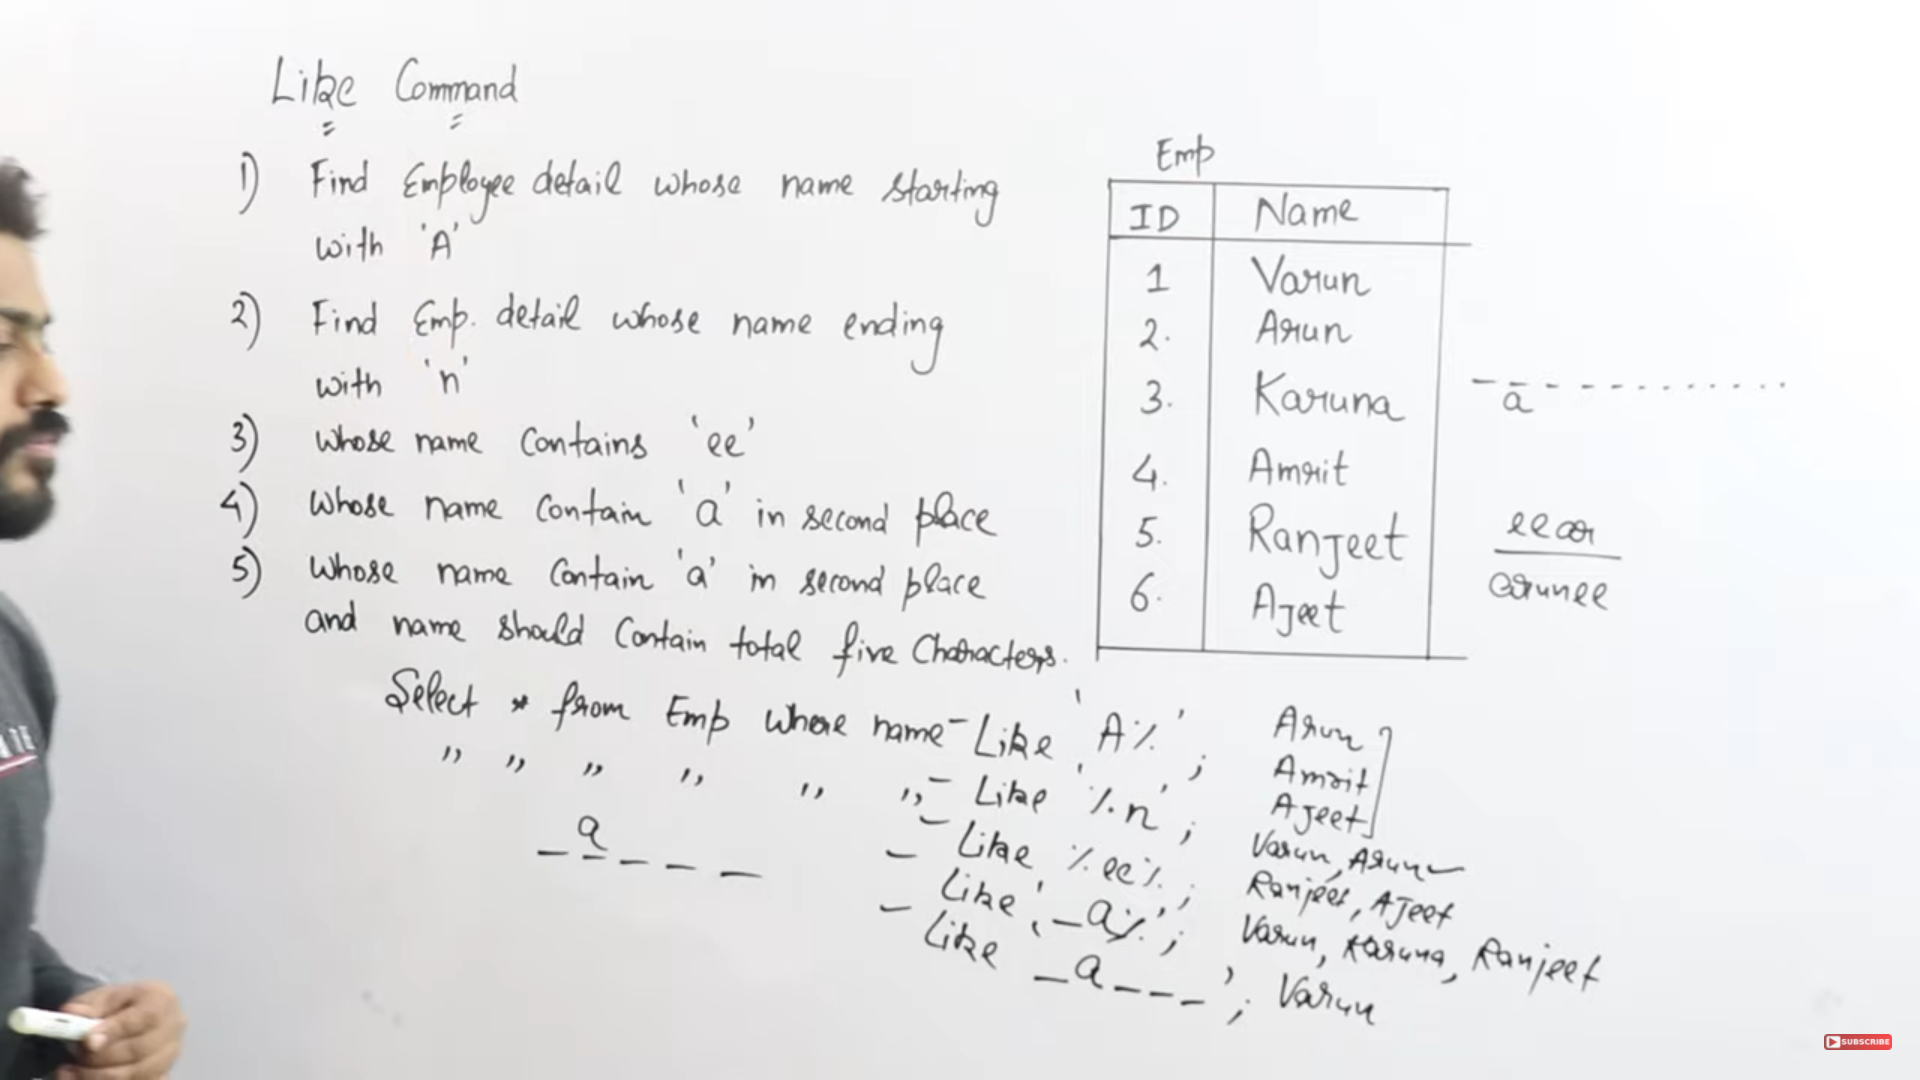 Like Command
1) Find Employee detail whose name starting
with 'A'
2) Find Emp. detail whose name ending
with 'n'
3) whose name contains 'ee'
4) whose name contain 'a' in second place
5) whose name contain 'a' in second place
and name should contain total five Characters.
Emp
ID Name
1 Varun
2. Arun
3. Karuna
4. Amrit
5. Ranjeet
6. Ajeet
_ a _ - - - - - - - - -
ee
Select * from Emp where name Like 'A%';
" " " " " " - Like '%n';
- Like %ee%;
- Like '_a%';
- Like _a___';
_ a _ _ _
Arun
Amrit
Ajeet
Varun, Arun
Ranjeet, Ajeet
Varun, Karuna, Ranjeet
Varun
SUBSCRIBE